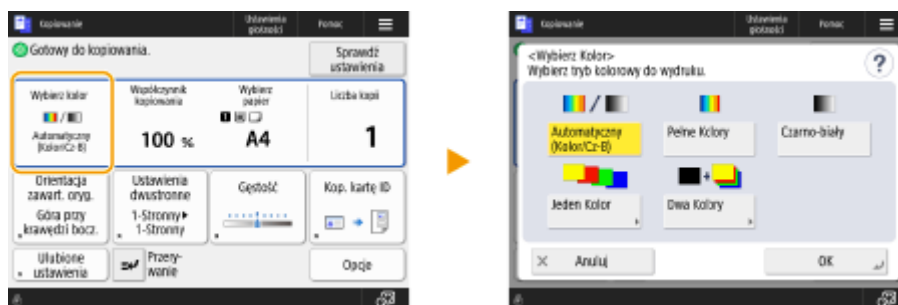 Kopiowanie
Ustawienia
głośności
Pomoc
Gotowy do kopiowania.
Sprawdź
ustawienia
Wybierz kolor
Automatyczny
(Kolor/Cz-B)
Współczynnik
kopiowania
100 %
Wybierz
papier
A4
Liczba kopii
1
Orientacja
zawart. oryg.
Góra przy
krawędzi bocz.
Ustawienia
dwustronne
1-Stronny
1-Stronny
Gęstość
Kop. kartę ID
Ulubione
ustawienia
Przery-
wanie
Opcje
Kopiowanie
Ustawienia
głośności
Pomoc
<Wybierz Kolor>
Wybierz tryb kolorowy do wydruku.
?
Automatyczny
(Kolor/Cz-B)
Pełne Kolory
Czarno-biały
Jeden Kolor
Dwa Kolory
Anuluj
OK